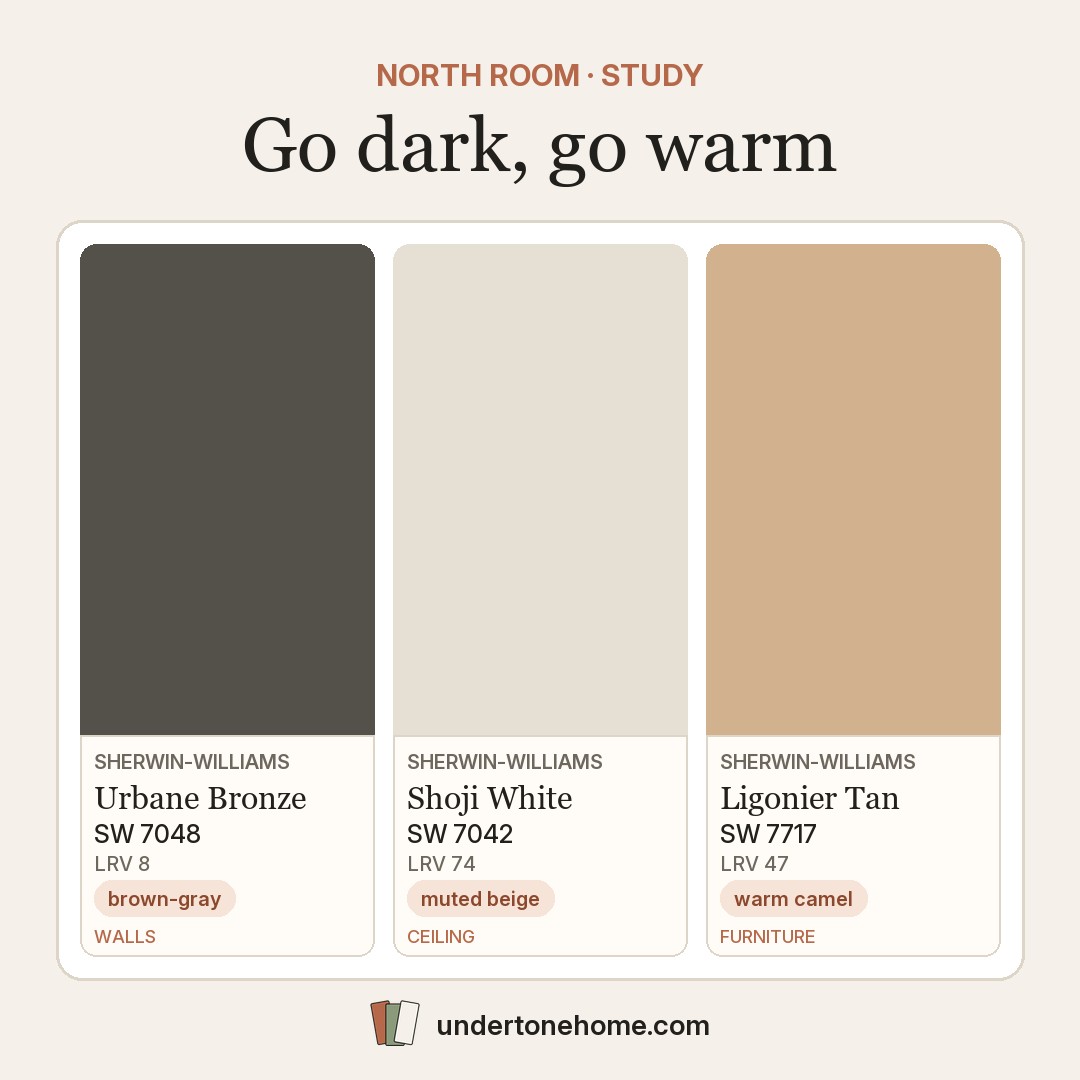 NORTH ROOM · STUDY
Go dark, go warm
SHERWIN-WILLIAMS
Urbane Bronze
SW 7048
LRV 8
brown-gray
WALLS
SHERWIN-WILLIAMS
Shoji White
SW 7042
LRV 74
muted beige
CEILING
SHERWIN-WILLIAMS
Ligonier Tan
SW 7717
LRV 47
warm camel
FURNITURE
undertonehome.com